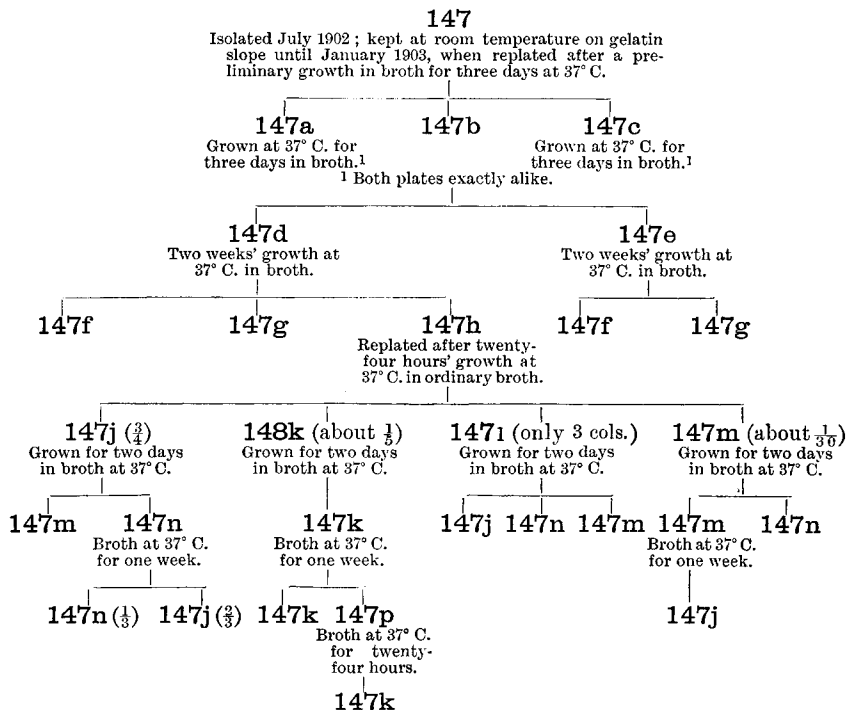 147
Isolated July 1902 ; kept at room temperature on gelatin
slope until January 1903, when replated after a pre-
liminary growth in broth for three days at 37° C.
147a 147b 147c
Grown at 37° C. for Grown at 37° C. for
three days in broth.¹ three days in broth.¹
¹ Both plates exactly alike.
147d 147e
Two weeks' growth at Two weeks' growth at
37° C. in broth. 37° C. in broth.
147f 147g 147h 147f 147g
Replated after twenty-
four hours' growth at
37° C. in ordinary broth.
147j (3/4) 148k (about 1/5) 147l (only 3 cols.) 147m (about 1/30)
Grown for two days Grown for two days Grown for two days Grown for two days
in broth at 37° C. in broth at 37° C. in broth at 37° C. in broth at 37° C.
147m 147n 147k 147j 147n 147m 147m 147n
Broth at 37° C. Broth at 37° C. Broth at 37° C.
for one week. for one week. for one week.
147n (1/3) 147j (2/3) 147k 147p 147j
Broth at 37° C.
for twenty-
four hours.
147k